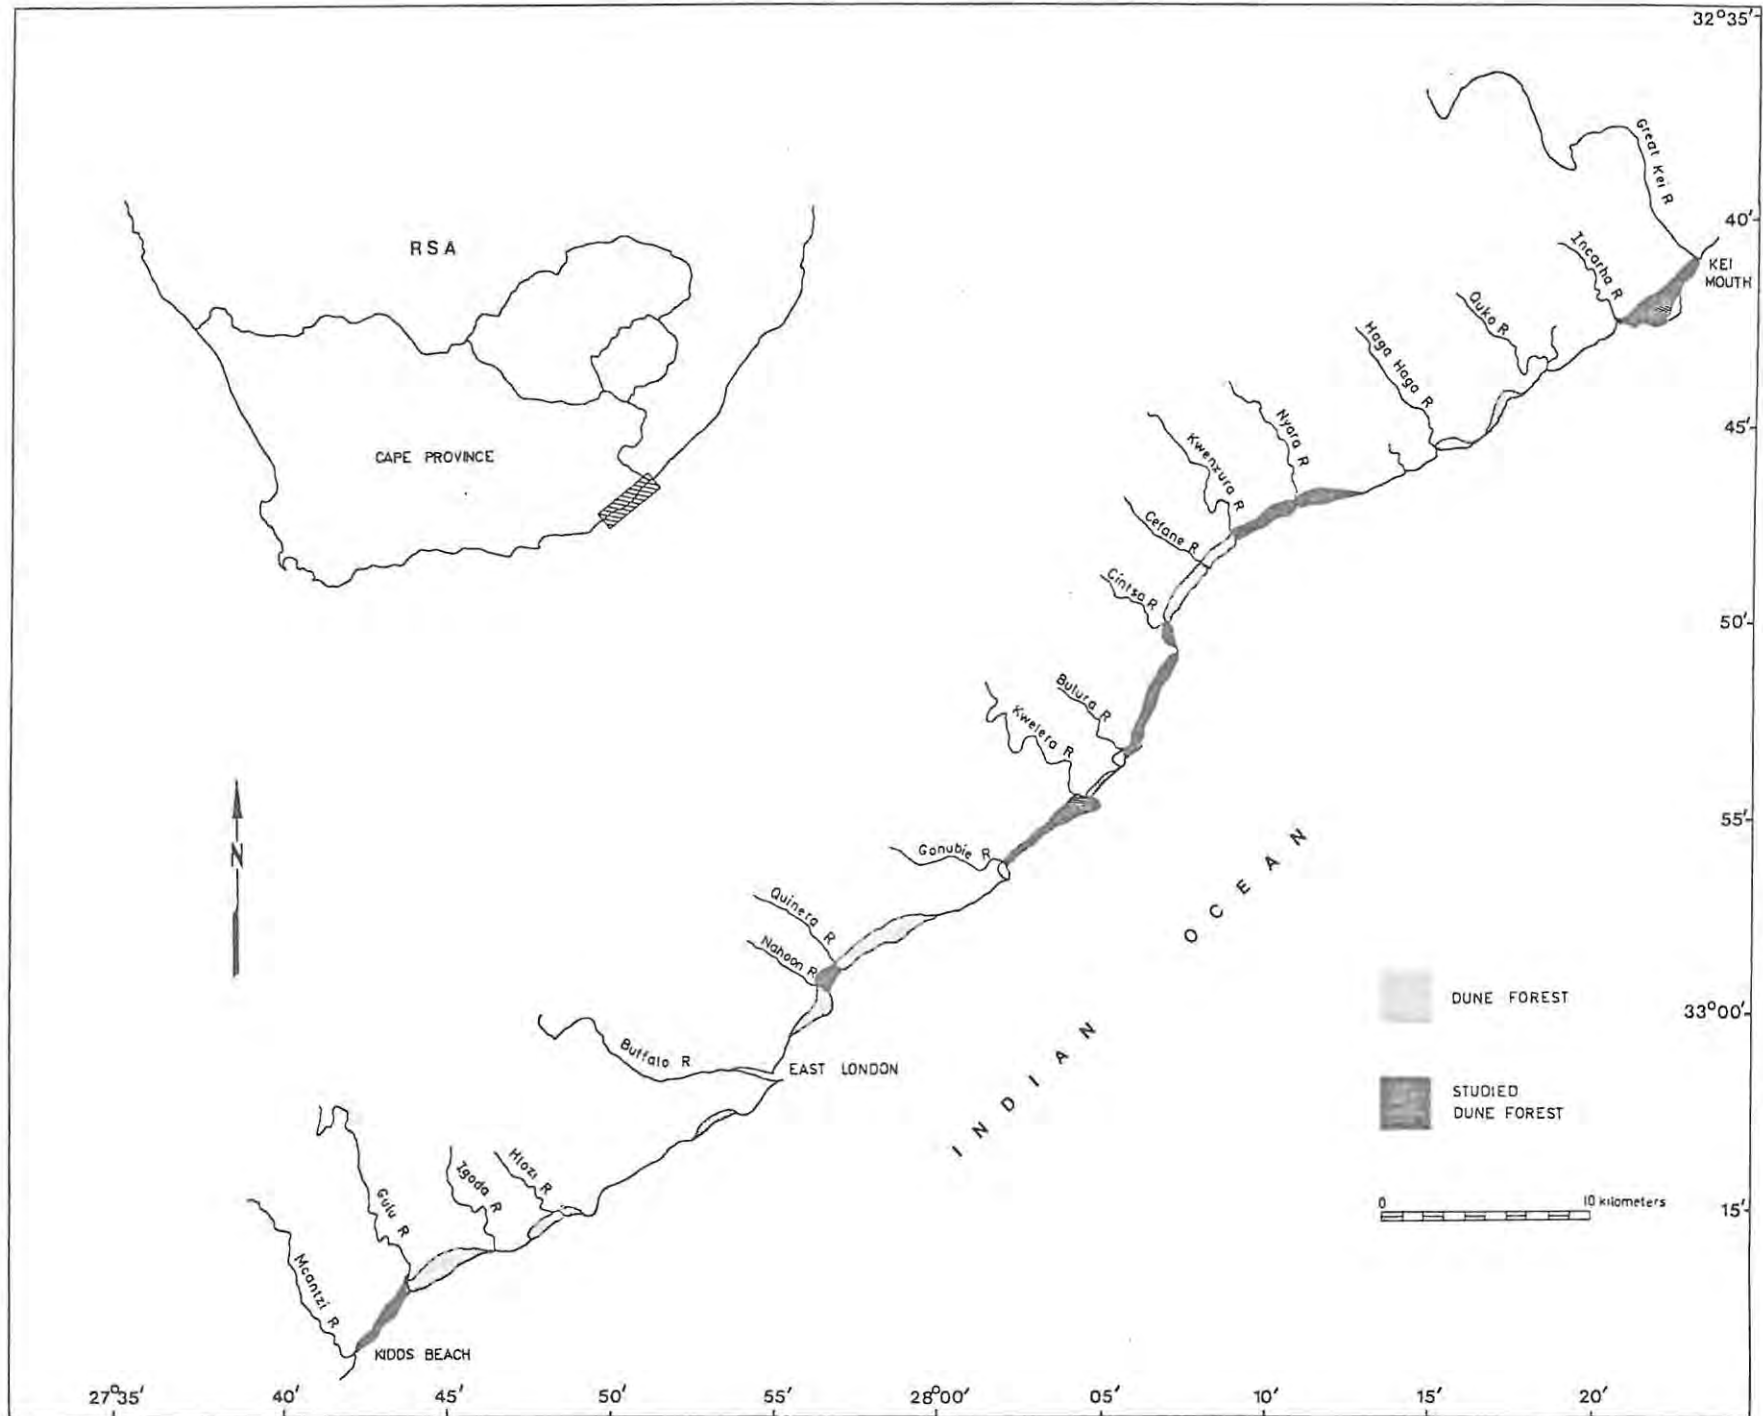 32°35'
Great Kei R
40'
RSA
Incarha R
KEI
MOUTH
Quko R
Haga Haga R
45'
Nyara R
Kwenxura R
CAPE PROVINCE
Cefane R
Cintsa R
50'
Bulura R
Kwelera R
55'
Gonubie R
N
Quinera R
Nahoon R
INDIAN OCEAN
DUNE FOREST
33°00'
Buffalo R
EAST LONDON
STUDIED
DUNE FOREST
Hlozi R
Igoda R
Gulu R
0 10 kilometers
15'
Mcantzi R
KIDDS BEACH
27°35' 40' 45' 50' 55' 28°00' 05' 10' 15' 20'